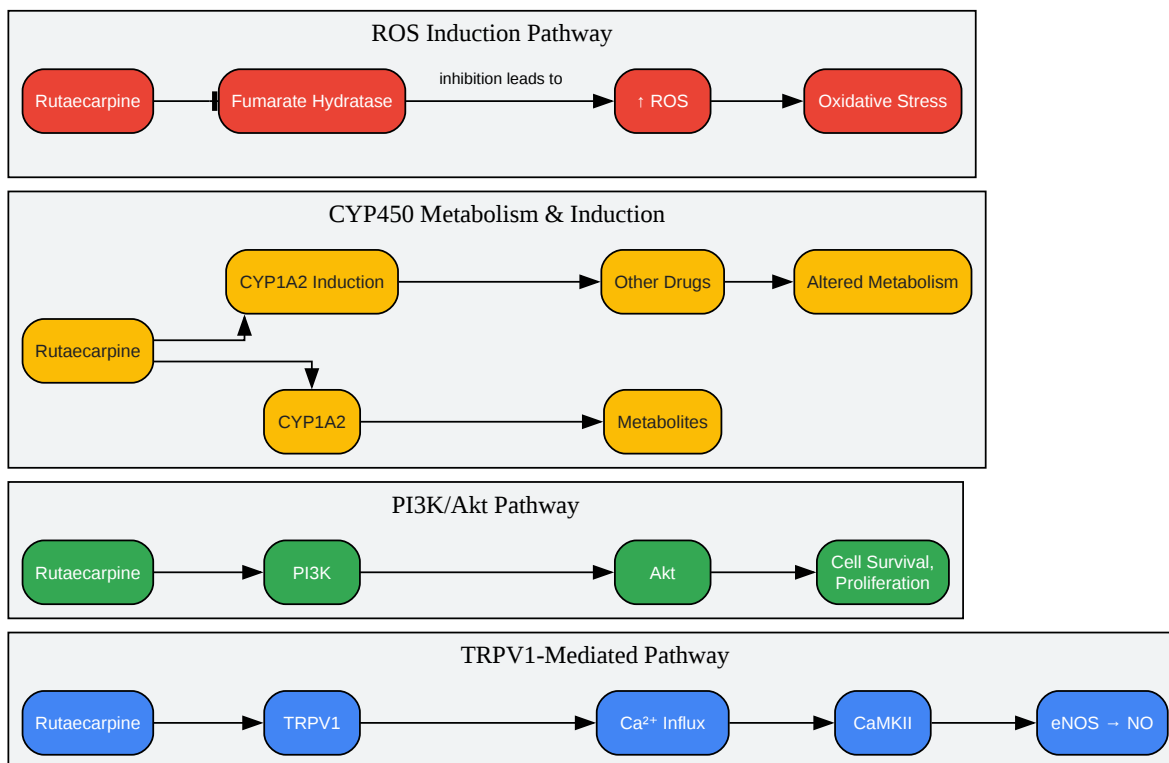 ROS Induction Pathway
inhibition leads to
Rutaecarpine
Fumarate Hydratase
↑ ROS
Oxidative Stress
CYP450 Metabolism & Induction
CYP1A2 Induction
Other Drugs
Altered Metabolism
Rutaecarpine
CYP1A2
Metabolites
PI3K/Akt Pathway
Rutaecarpine
PI3K
Akt
Cell Survival,
Proliferation
TRPV1-Mediated Pathway
Rutaecarpine
TRPV1
Ca²⁺ Influx
CaMKII
eNOS → NO